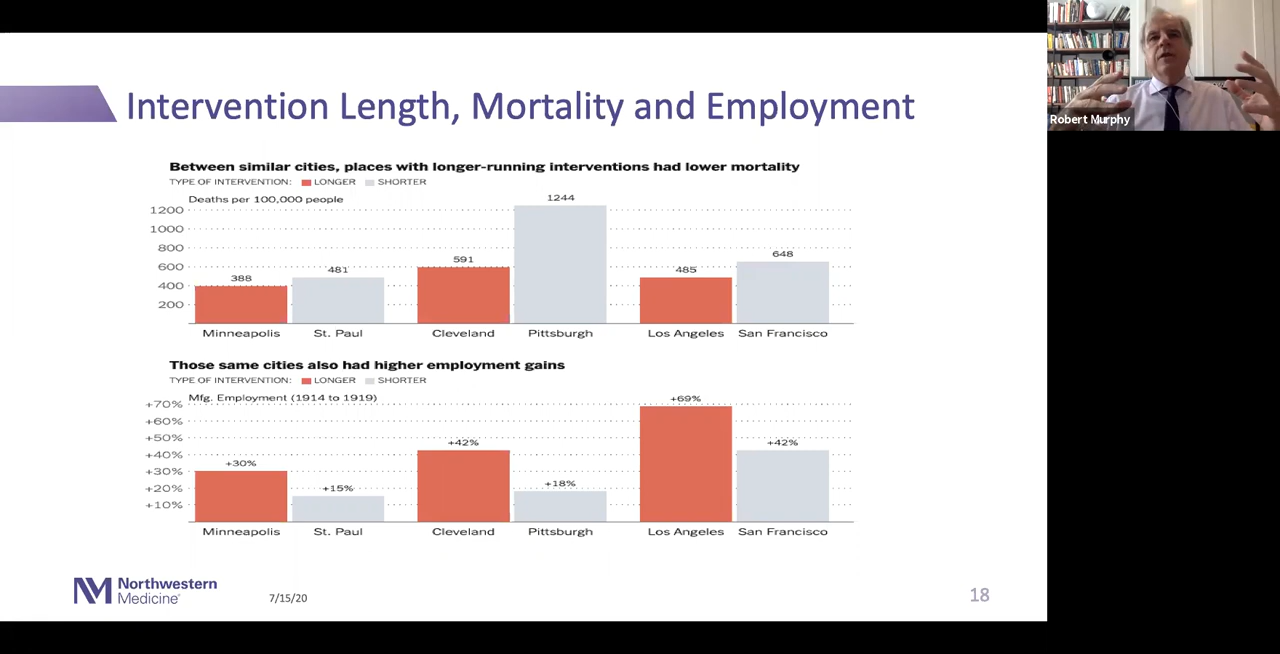 Intervention Length, Mortality and Employment
Robert Murphy
Between similar cities, places with longer-running interventions had lower mortality
TYPE OF INTERVENTION: LONGER SHORTER
Deaths per 100,000 people
1200
1000
800
600
400
200
388
481
591
1244
485
648
Minneapolis St. Paul Cleveland Pittsburgh Los Angeles San Francisco
Those same cities also had higher employment gains
TYPE OF INTERVENTION: LONGER SHORTER
Mfg. Employment (1914 to 1919)
+70%
+60%
+50%
+40%
+30%
+20%
+10%
+30%
+15%
+42%
+18%
+69%
+42%
Minneapolis St. Paul Cleveland Pittsburgh Los Angeles San Francisco
Northwestern
Medicine®
7/15/20
18